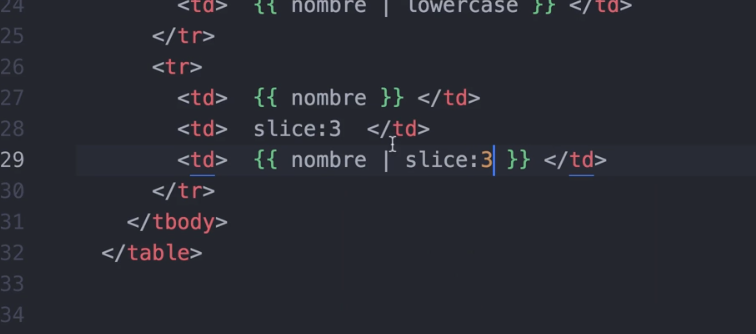 24 <td> {{ nombre | lowercase }} </td>
25 </tr>
26 <tr>
27 <td> {{ nombre }} </td>
28 <td> slice:3 </td>
29 <td> {{ nombre | slice:3 }} </td>
30 </tr>
31 </tbody>
32 </table>
33
34